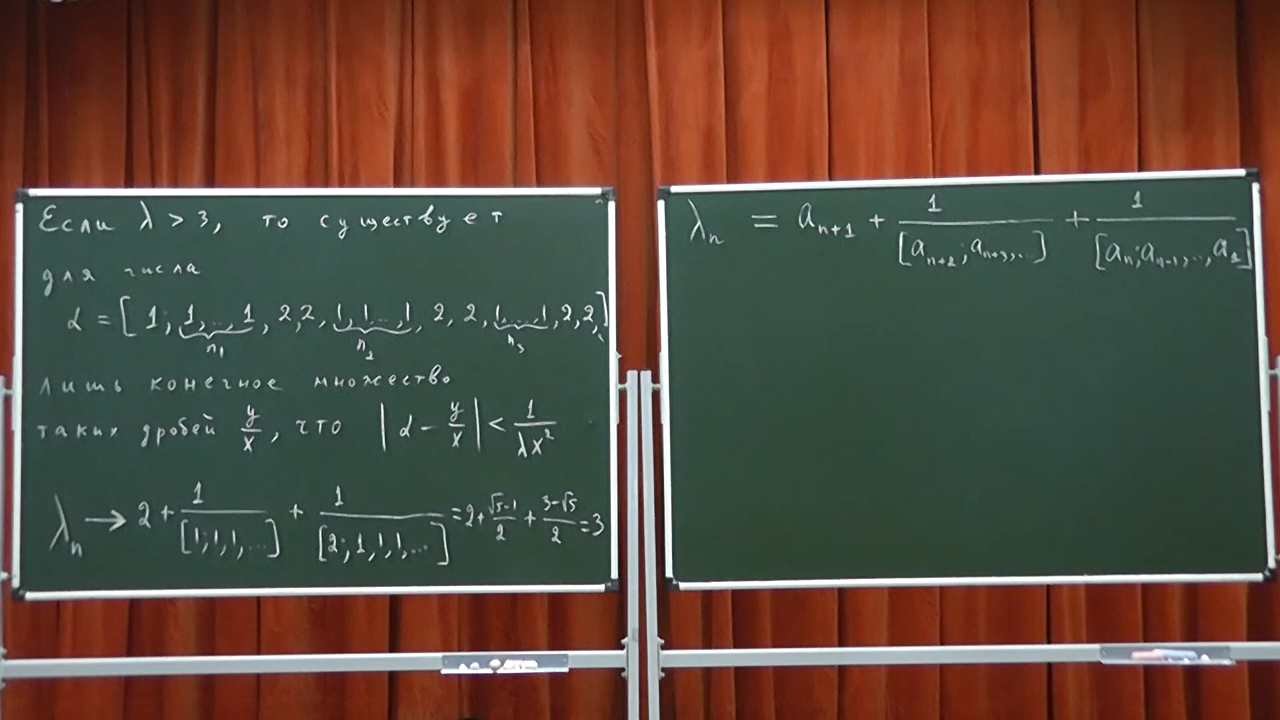 Если λ > 3, то существует
для числа
α = [1; 1,...,1, 2,2, 1,1...,1, 2, 2, 1,...,1, 2,2,]
n₁ n₂ n₃
лишь конечное множество
таких дробей y/x, что |α - y/x| < 1/(λx²)
λₙ → 2 + 1/[1;1,1,...] + 1/[2;1,1,1,...] = 2 + (√5-1)/2 + (3-√5)/2 = 3
λₙ = aₙ₊₁ + 1/[aₙ₊₂; aₙ₊₃,...] + 1/[aₙ; aₙ₋₁,..., a₁]